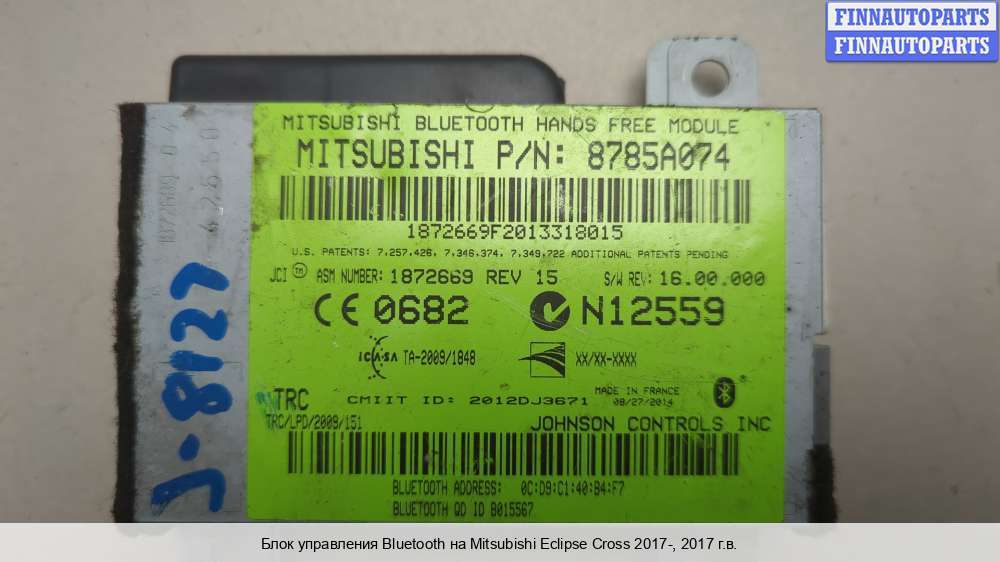 FINNAUTOPARTS
FINNAUTOPARTS
MITSUBISHI BLUETOOTH HANDS FREE MODULE
MITSUBISHI P/N: 8785A074
1872669F2013318015
U.S. PATENTS: 7,257,426, 7,346,374, 7,349,722 ADDITIONAL PATENTS PENDING
JCI TM ASM NUMBER: 1872669 REV 15 S/W REV: 16.00.000
CE 0682 N12559
ICASA TA-2009/1848 XX/XX-XXXX
TRC CMIIT ID: 2012DJ3671 MADE IN FRANCE
08/27/2014
TRC/LPD/2009/151 JOHNSON CONTROLS INC
BLUETOOTH ADDRESS: 0C:D9:C1:40:B4:F7
BLUETOOTH QD ID B015567
J-8127
Блок управления Bluetooth на Mitsubishi Eclipse Cross 2017-, 2017 г.в.